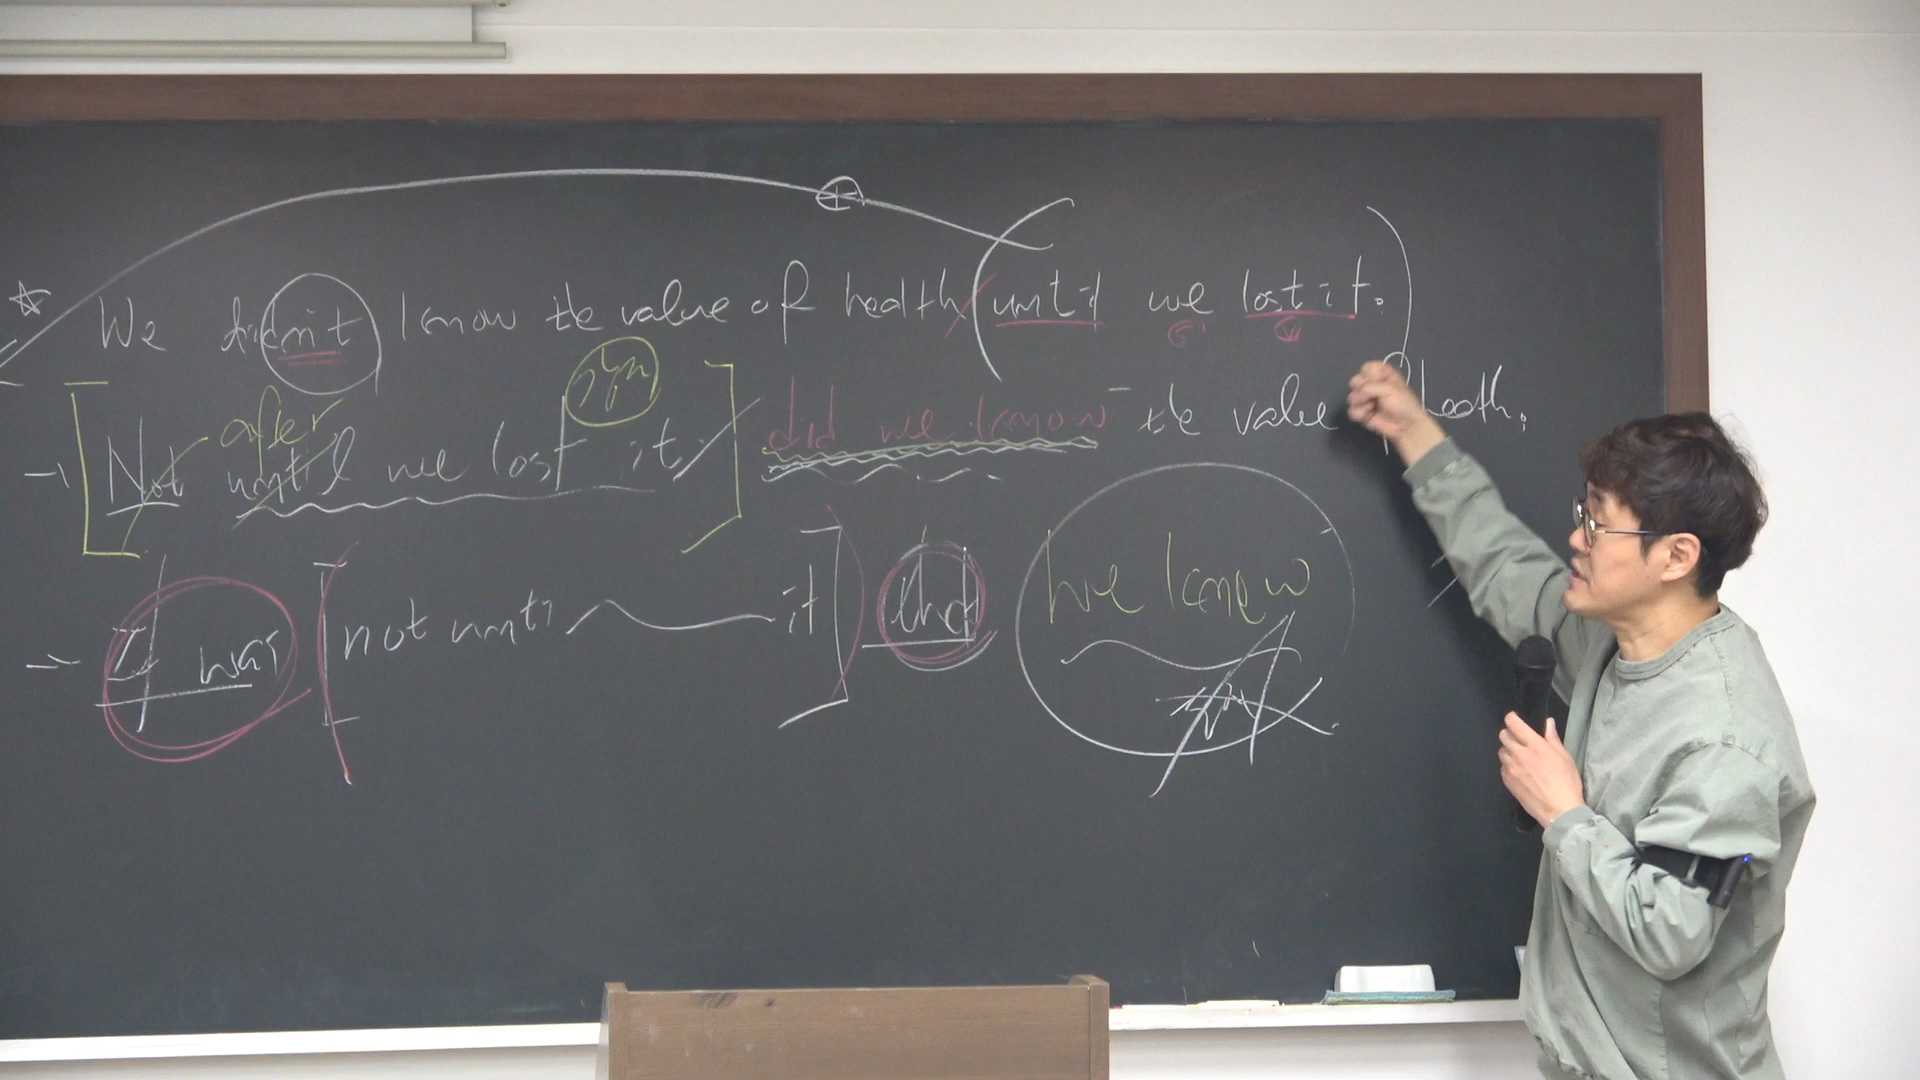 ☆ We didn't know the value of health (until we lost it.)
→ [Not until after we lost it.] did we know the value of health.
→ It was [not until it] that we know